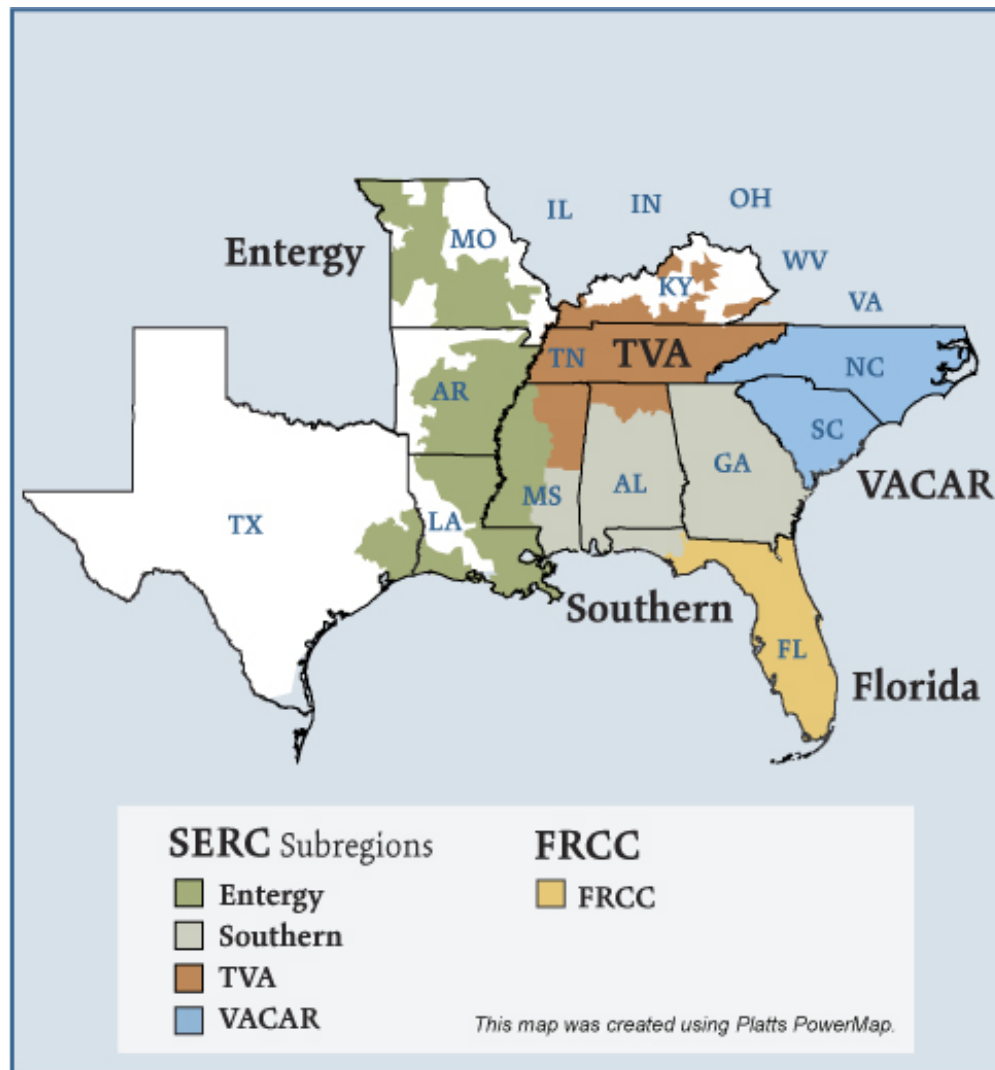 IL
IN
OH
MO
Entergy
WV
KY
VA
TN
TVA
NC
AR
SC
GA
VACAR
MS
AL
TX
LA
Southern
FL
Florida
SERC Subregions
Entergy
Southern
TVA
VACAR
FRCC
FRCC
This map was created using Platts PowerMap.